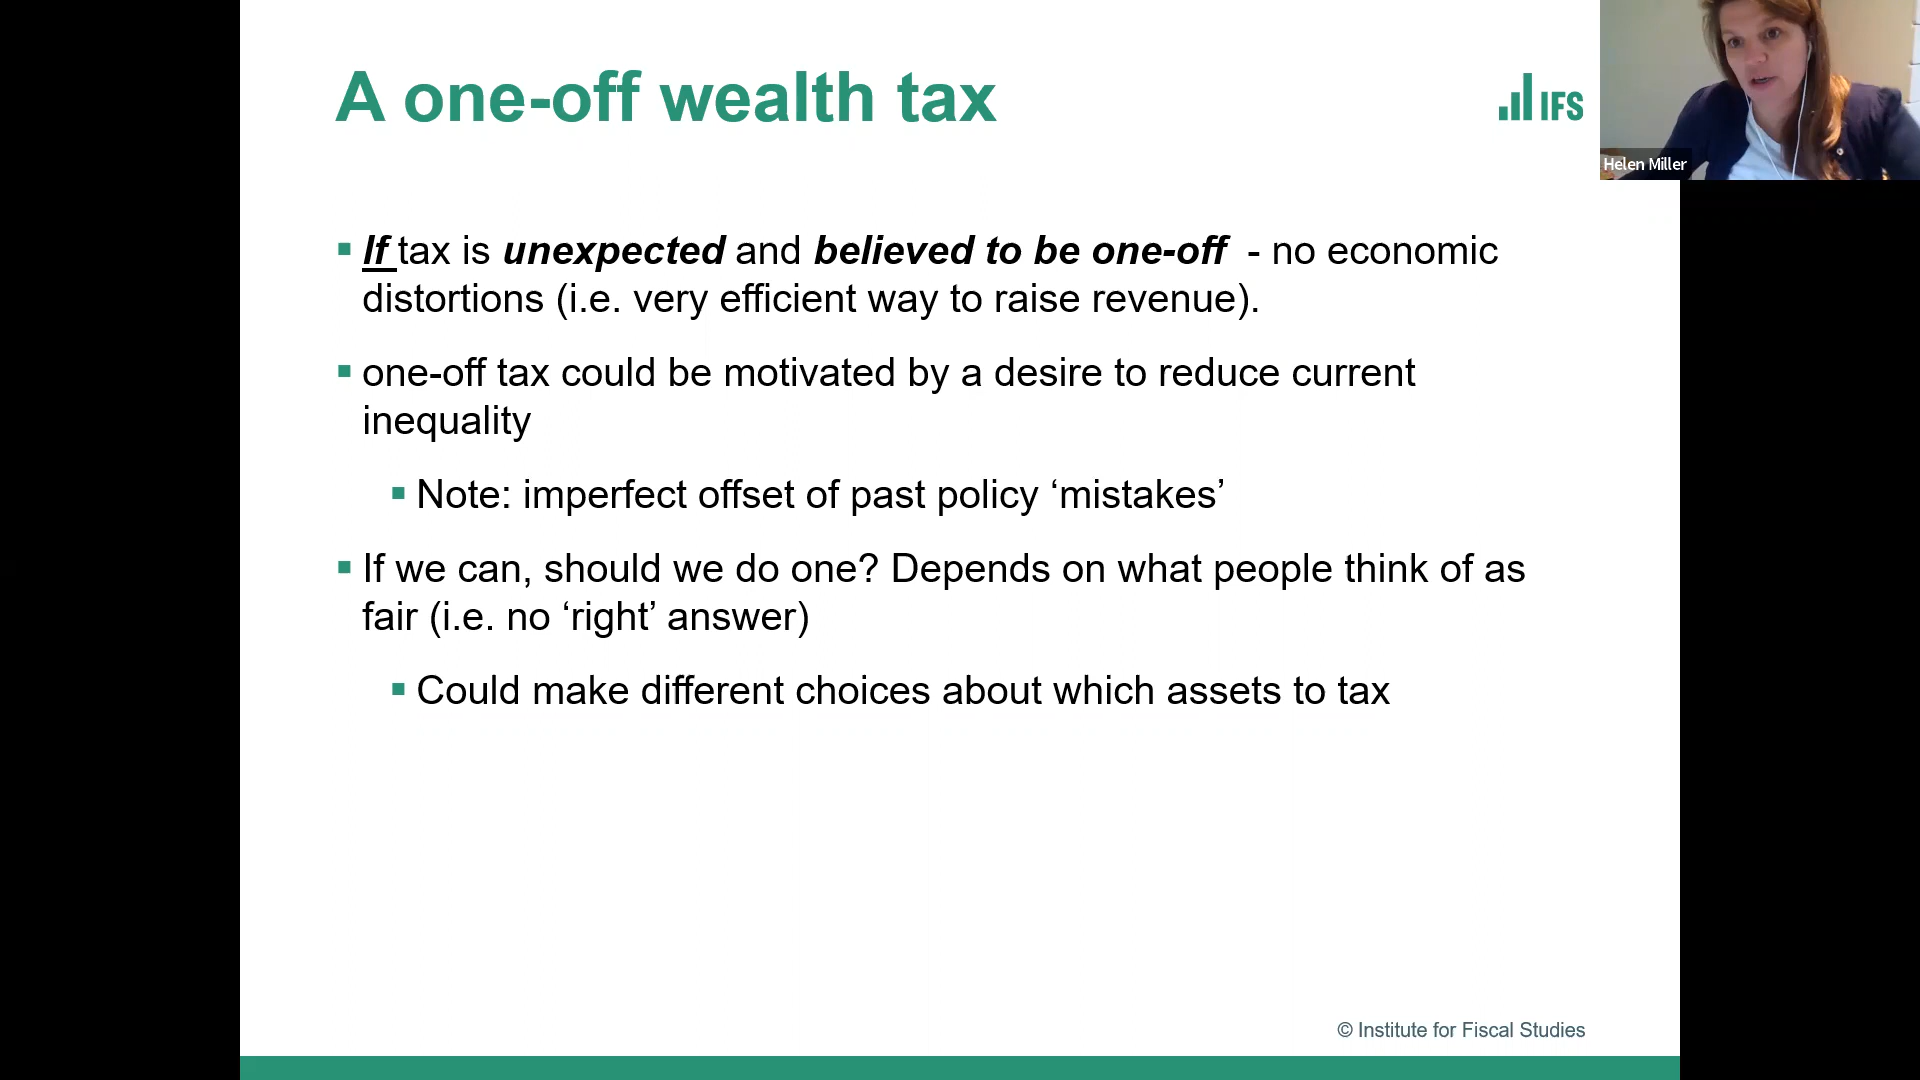 A one-off wealth tax
IFS
Helen Miller
If tax is unexpected and believed to be one-off - no economic
distortions (i.e. very efficient way to raise revenue).
one-off tax could be motivated by a desire to reduce current
inequality
Note: imperfect offset of past policy ‘mistakes’
If we can, should we do one? Depends on what people think of as
fair (i.e. no ‘right’ answer)
Could make different choices about which assets to tax
© Institute for Fiscal Studies